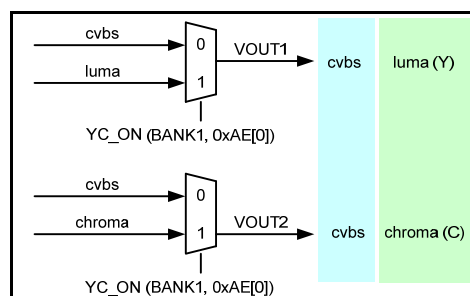 cvbs
0
VOUT1
cvbs
luma (Y)
luma
1
YC_ON (BANK1, 0xAE[0])
cvbs
0
chroma
1
VOUT2
cvbs
chroma (C)
YC_ON (BANK1, 0xAE[0])